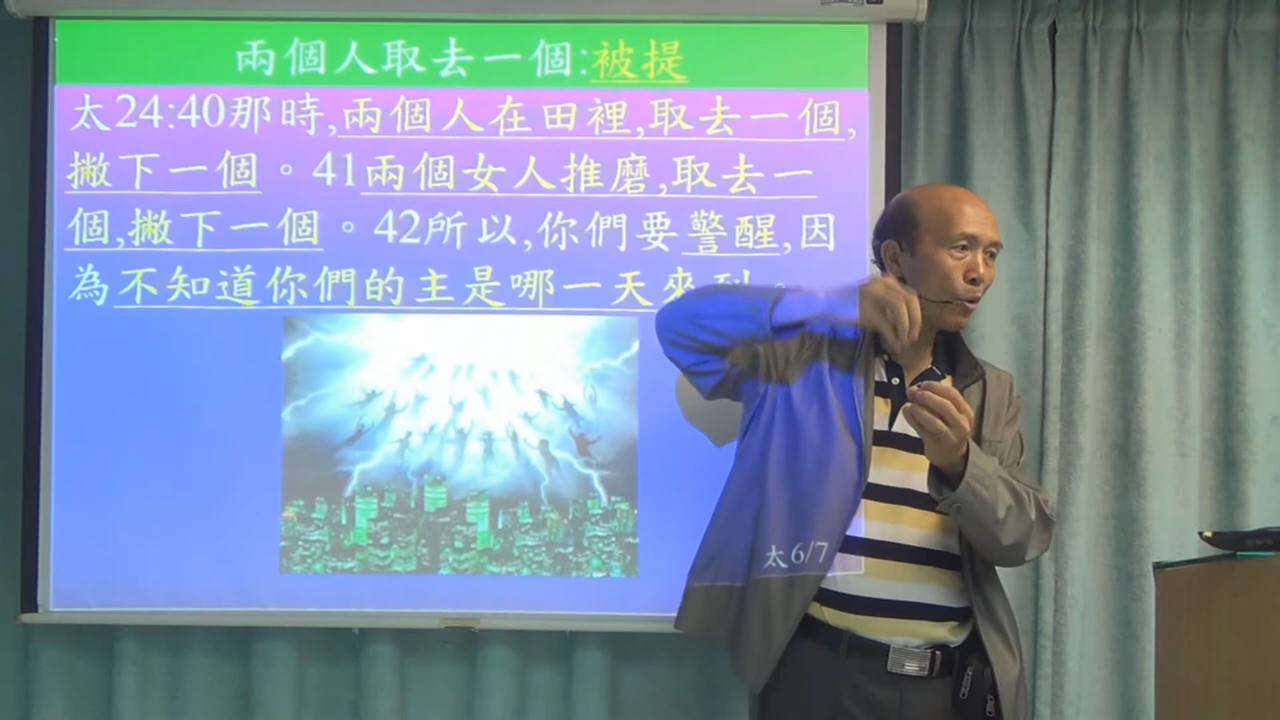 兩個人取去一個:被提
太24:40那時,兩個人在田裡,取去一個,
撇下一個。41兩個女人推磨,取去一
個,撇下一個。42所以,你們要警醒,因
為不知道你們的主是哪一天來到。
太6/7